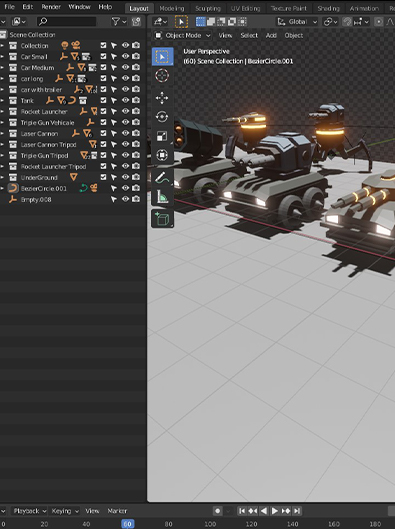 File Edit Render Window Help Layout Modeling Sculpting UV Editing Texture Paint Shading Animation
Global
Object Mode View Select Add Object
Scene Collection
Collection
Car Small
Car Medium
car long
car with trailer
Tank
Rocket Launcher
Triple Gun Vehicale
Laser Cannon
Laser Cannon Tripod
Triple Gun Tripod
Rocket Launcher Tripod
UnderGround
BezierCircle.001
Empty.008
User Perspective
(60) Scene Collection | BezierCircle.001
Playback Keying View Marker
0 20 40 60 80 100 120 140 160 180